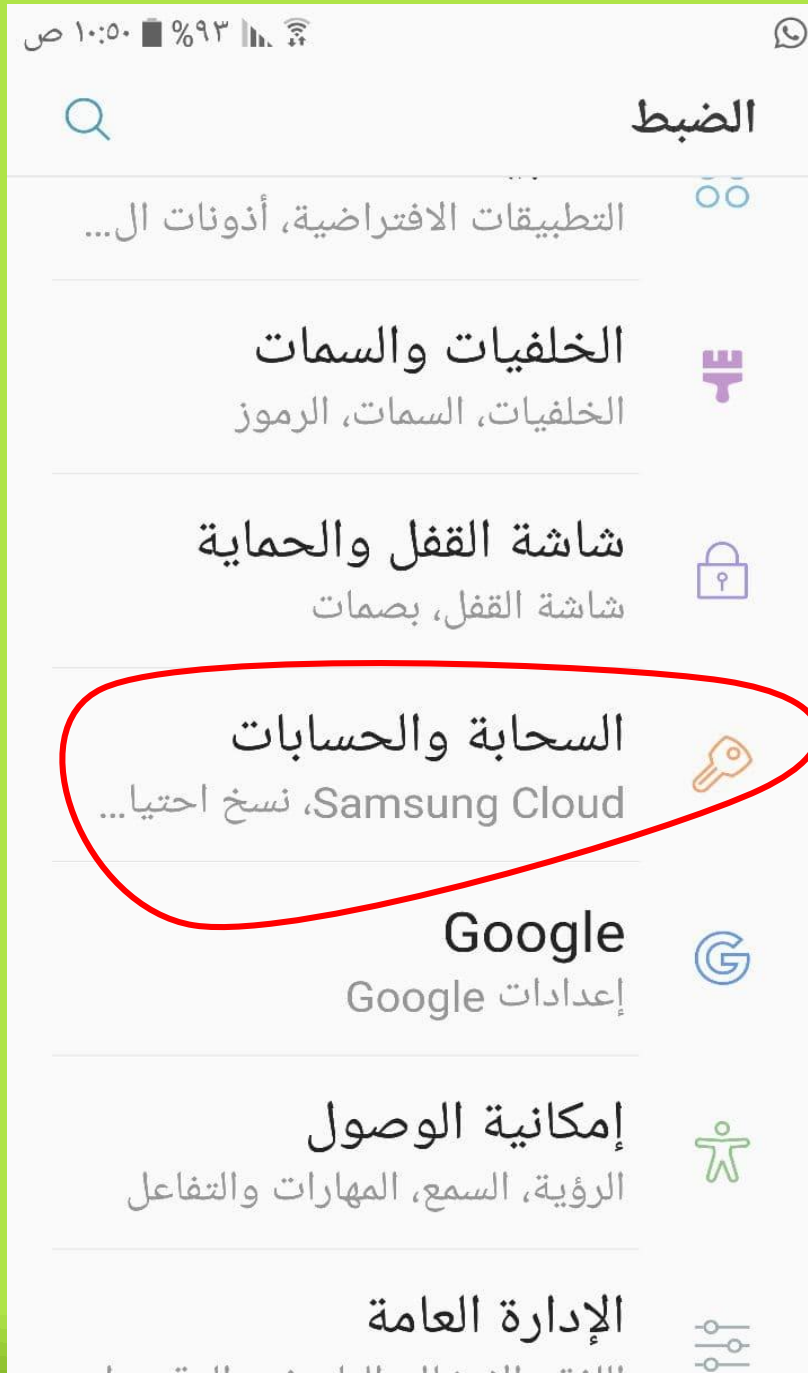 ١٠:٥٠ ص %٩٣
الضبط
التطبيقات الافتراضية، أذونات ال...
الخلفيات والسمات
الخلفيات، السمات، الرموز
شاشة القفل والحماية
شاشة القفل، بصمات
السحابة والحسابات
Samsung Cloud، نسخ احتيا...
Google
إعدادات Google
إمكانية الوصول
الرؤية، السمع، المهارات والتفاعل
الإدارة العامة